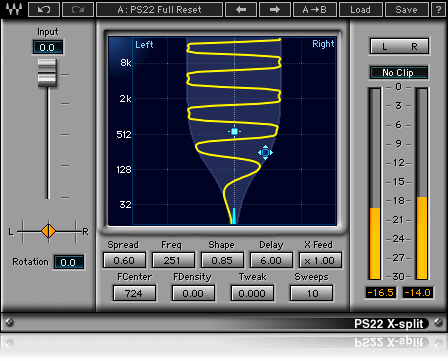 A: PS22 Full Reset
A→B
Load
Save
?
Input
0.0
L R
Rotation 0.0
Left Right
8k
2k
512
128
32
Spread Freq Shape Delay X Feed
0.60 251 0.85 6.00 x 1.00
FCenter FDensity Tweak Sweeps
724 0.00 0.000 10
L R
No Clip
0
3
6
9
12
15
18
21
24
27
30
-16.5 -14.0
PS22 X-split